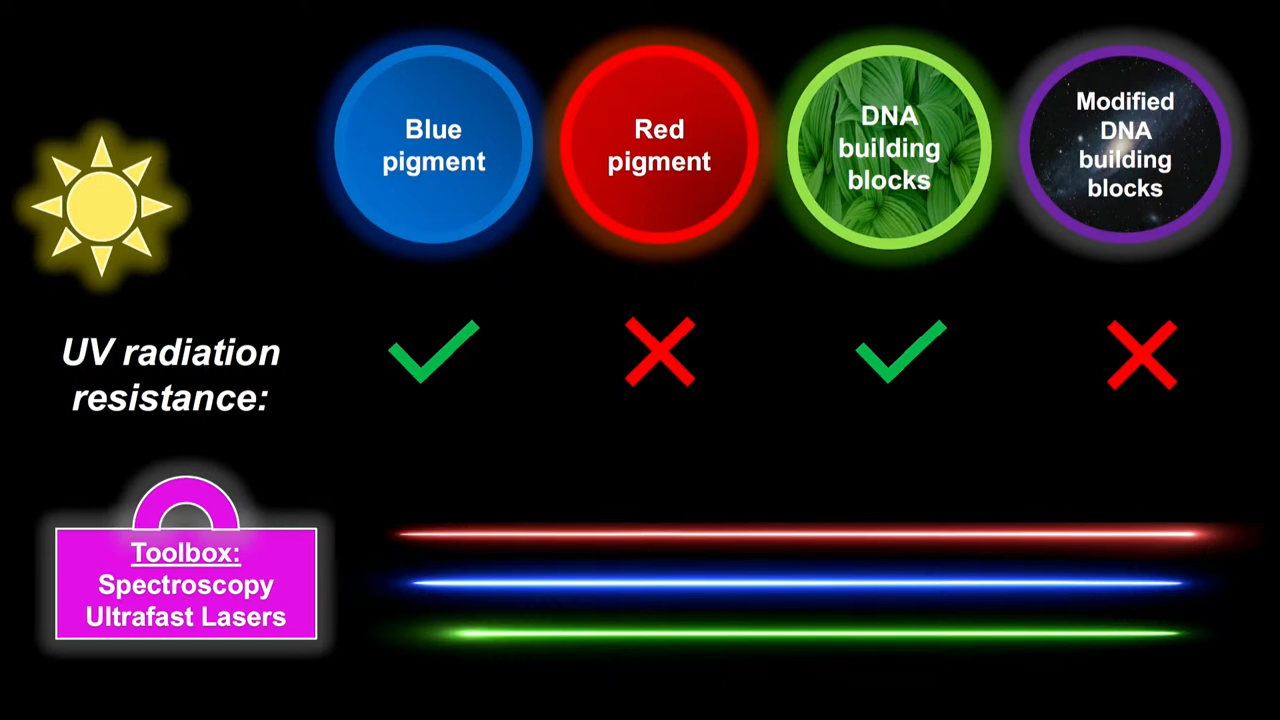 Blue
pigment
Red
pigment
DNA
building
blocks
Modified
DNA
building
blocks
UV radiation
resistance:
Toolbox:
Spectroscopy
Ultrafast Lasers